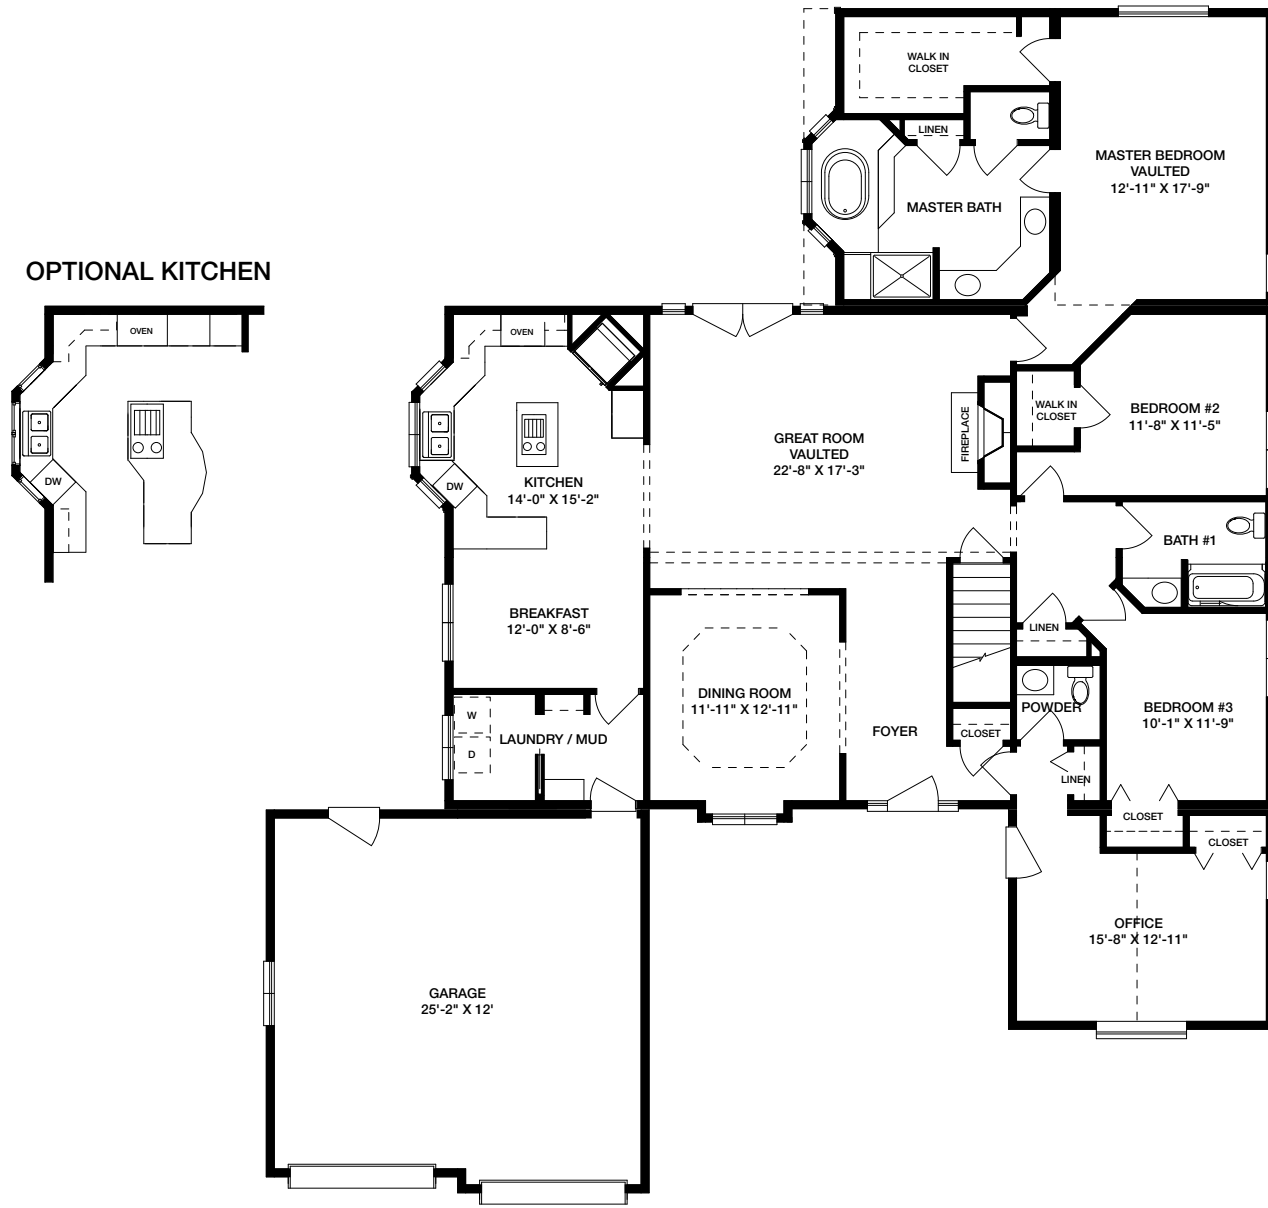 WALK IN
CLOSET
LINEN
MASTER BEDROOM
VAULTED
12'-11" X 17'-9"
MASTER BATH
OPTIONAL KITCHEN
OVEN
DW
OVEN
DW
KITCHEN
14'-0" X 15'-2"
GREAT ROOM
VAULTED
22'-8" X 17'-3"
FIREPLACE
WALK IN
CLOSET
BEDROOM #2
11'-8" X 11'-5"
BATH #1
BREAKFAST
12'-0" X 8'-6"
LINEN
DINING ROOM
11'-11" X 12'-11"
POWDER
BEDROOM #3
10'-1" X 11'-9"
W
D
LAUNDRY / MUD
FOYER
CLOSET
LINEN
CLOSET
CLOSET
OFFICE
15'-8" X 12'-11"
GARAGE
25'-2" X 12'